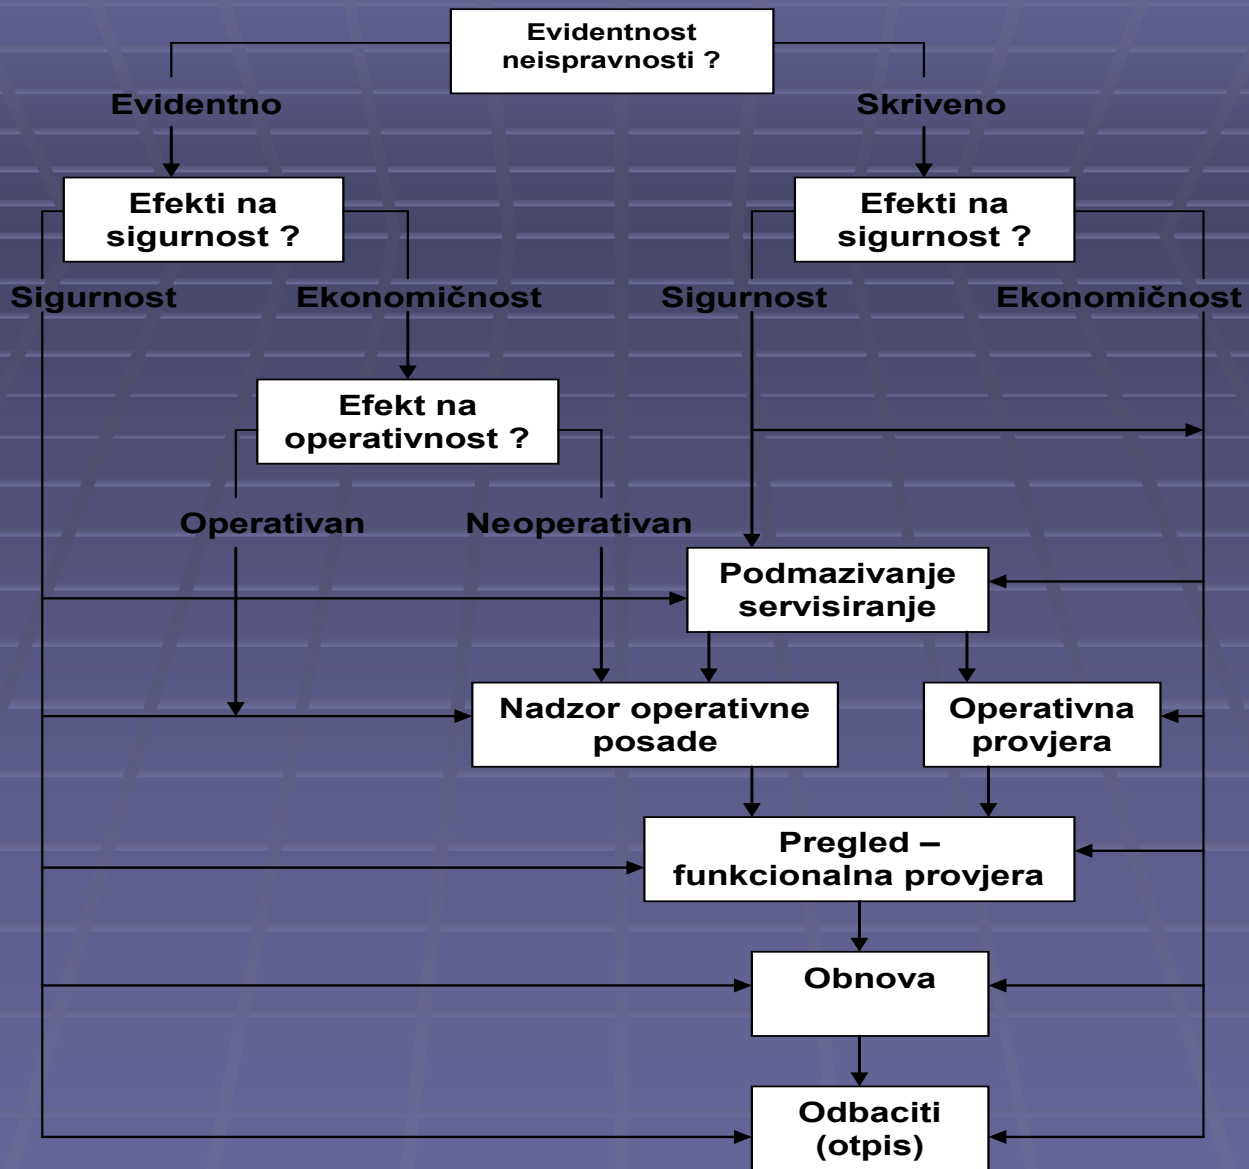 Evidentnost
neispravnosti ?
Evidentno
Skriveno
Efekti na
sigurnost ?
Efekti na
sigurnost ?
Sigurnost
Ekonomičnost
Sigurnost
Ekonomičnost
Efekt na
operativnost ?
Operativan
Neoperativan
Podmazivanje
servisiranje
Nadzor operativne
posade
Operativna
provjera
Pregled –
funkcionalna provjera
Obnova
Odbaciti
(otpis)